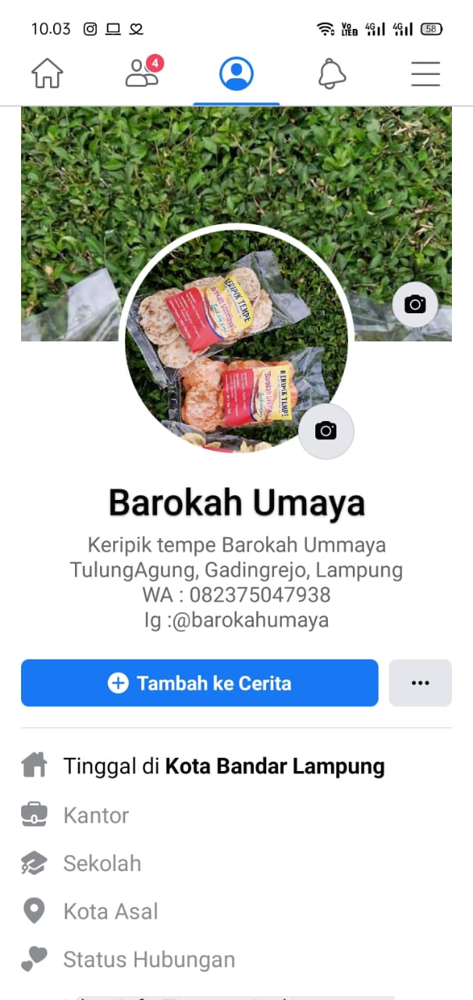 10.03
Vo LTE2 4G 4G 58
4
KERIPIK TEMPE
Barokah Ummaya
KERIPIK TEMPE
Barokah Ummaya
Barokah Umaya
Keripik tempe Barokah Ummaya
TulungAgung, Gadingrejo, Lampung
WA : 082375047938
Ig :@barokahumaya
Tambah ke Cerita
Tinggal di Kota Bandar Lampung
Kantor
Sekolah
Kota Asal
Status Hubungan